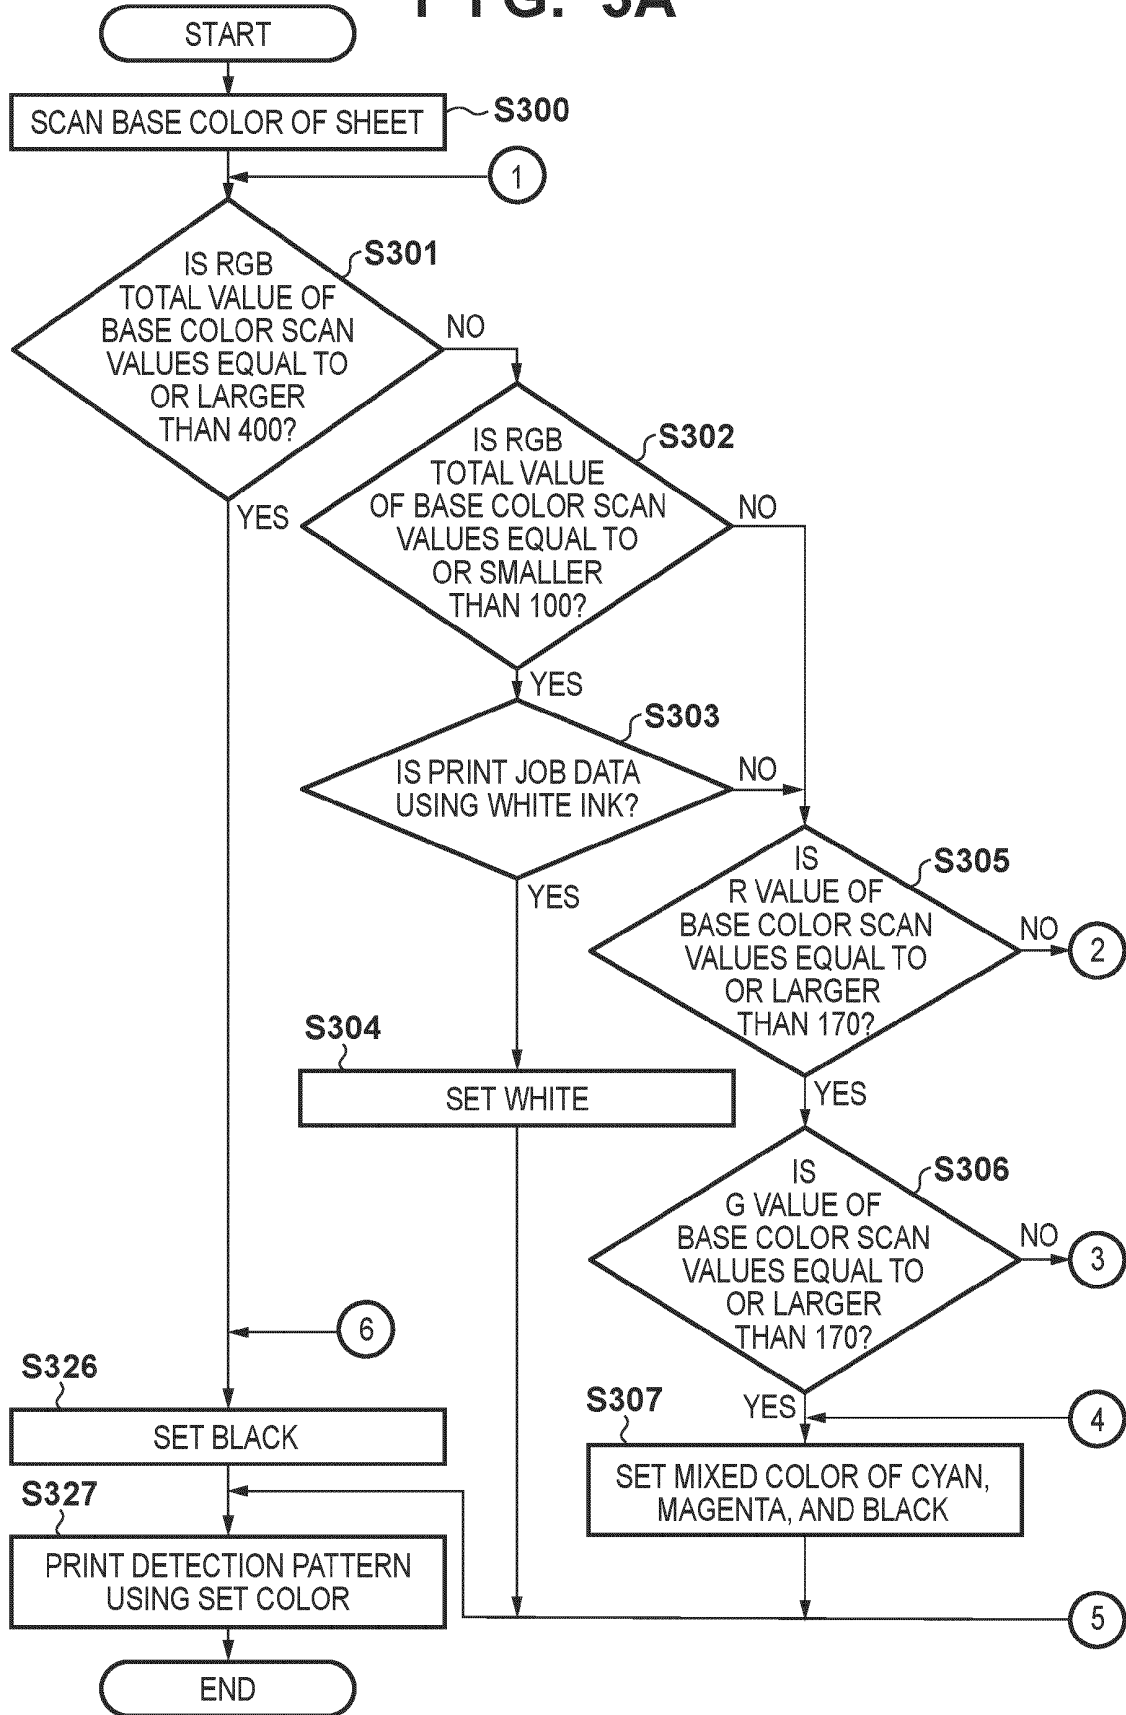 FIG. 3A
START
SCAN BASE COLOR OF SHEET
S300
1
S301
IS RGB
TOTAL VALUE OF
BASE COLOR SCAN
VALUES EQUAL TO
OR LARGER
THAN 400?
NO
YES
S302
IS RGB
TOTAL VALUE
OF BASE COLOR SCAN
VALUES EQUAL TO
OR SMALLER
THAN 100?
NO
YES
S303
IS PRINT JOB DATA
USING WHITE INK?
NO
YES
S304
SET WHITE
S305
IS
R VALUE OF
BASE COLOR SCAN
VALUES EQUAL TO
OR LARGER
THAN 170?
NO
2
YES
S306
IS
G VALUE OF
BASE COLOR SCAN
VALUES EQUAL TO
OR LARGER
THAN 170?
NO
3
YES
4
S307
SET MIXED COLOR OF CYAN,
MAGENTA, AND BLACK
6
S326
SET BLACK
S327
PRINT DETECTION PATTERN
USING SET COLOR
5
END